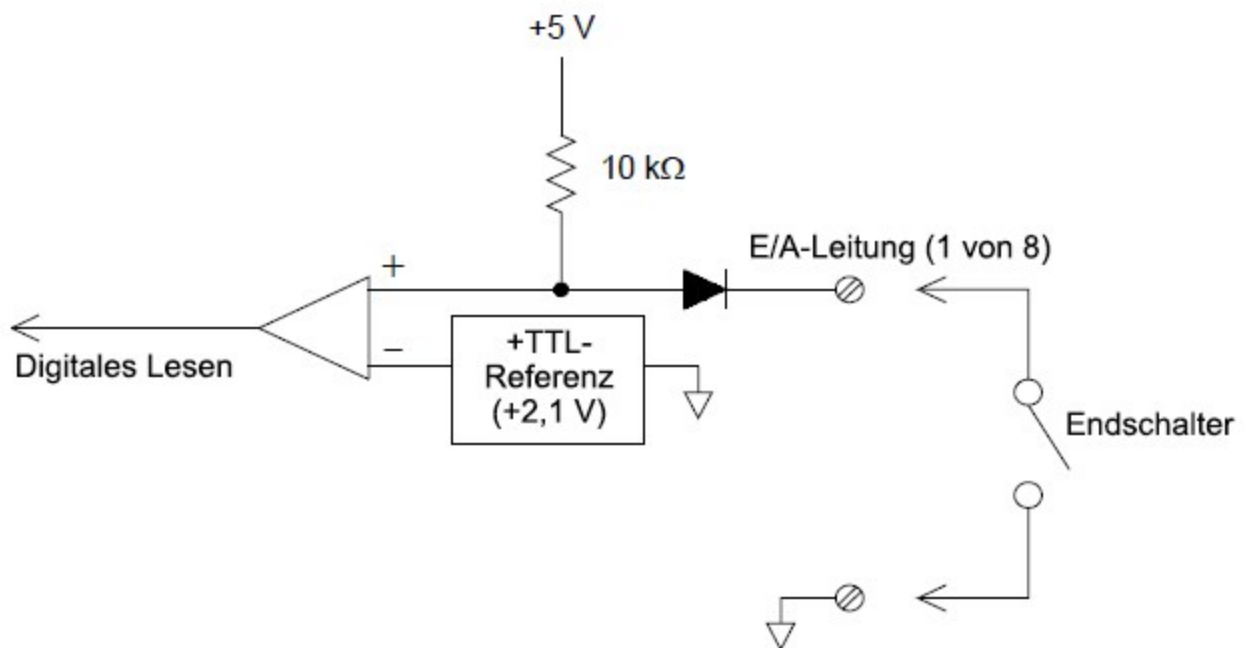 +5 V
10 kΩ
E/A-Leitung (1 von 8)
+
−
+TTL-
Referenz
(+2,1 V)
Digitales Lesen
Endschalter